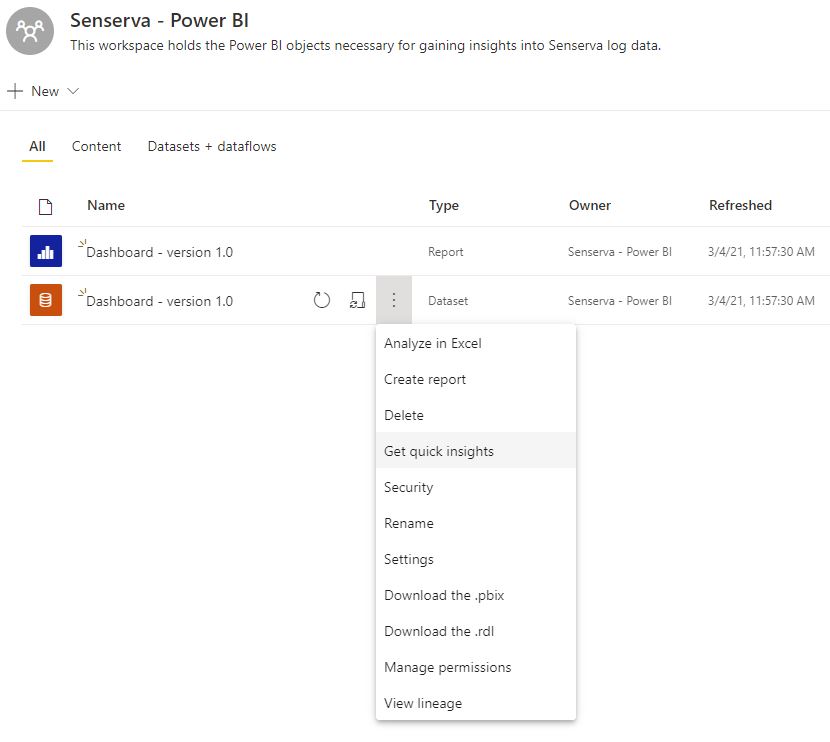 Senserva - Power BI
This workspace holds the Power BI objects necessary for gaining insights into Senserva log data.
New
All Content Datasets + dataflows
Name Type Owner Refreshed
Dashboard - version 1.0 Report Senserva - Power BI 3/4/21, 11:57:30 AM
Dashboard - version 1.0 Dataset Senserva - Power BI 3/4/21, 11:57:30 AM
Analyze in Excel
Create report
Delete
Get quick insights
Security
Rename
Settings
Download the .pbix
Download the .rdl
Manage permissions
View lineage